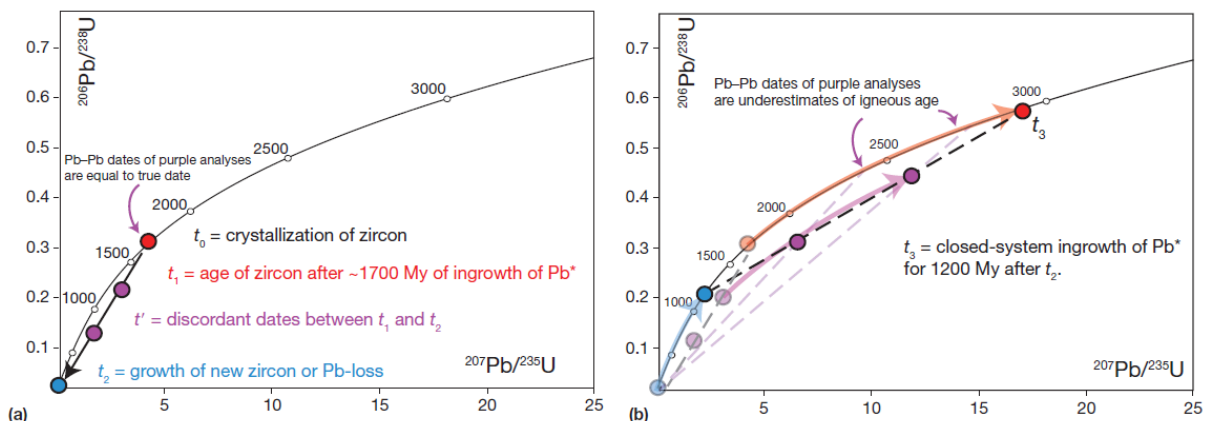 0.7
0.6
0.5
0.4
0.3
0.2
0.1
206Pb/238U
3000
2500
2000
1500
1000
Pb–Pb dates of purple analyses
are equal to true date
t0 = crystallization of zircon
t1 = age of zircon after ~1700 My of ingrowth of Pb*
t′ = discordant dates between t1 and t2
t2 = growth of new zircon or Pb-loss
207Pb/235U
5 10 15 20 25
(a)
0.7
0.6
0.5
0.4
0.3
0.2
0.1
206Pb/238U
Pb–Pb dates of purple analyses
are underestimates of igneous age
3000
2500
2000
1500
1000
t3
t3 = closed-system ingrowth of Pb*
for 1200 My after t2.
207Pb/235U
5 10 15 20 25
(b)